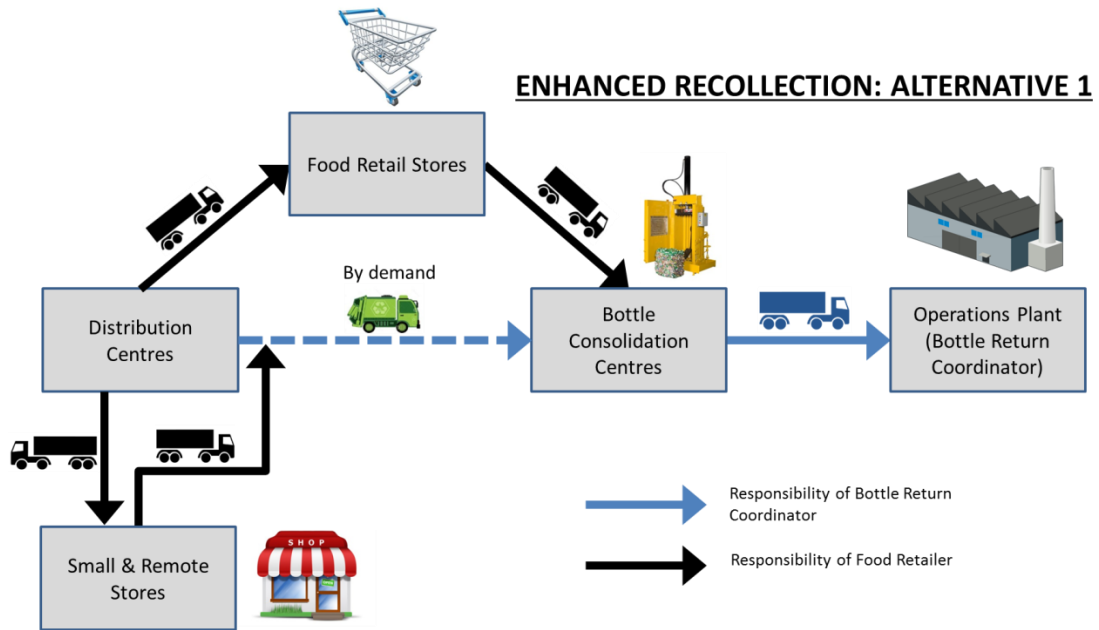 ENHANCED RECOLLECTION: ALTERNATIVE 1
Food Retail Stores
By demand
Distribution
Centres
Bottle
Consolidation
Centres
Operations Plant
(Bottle Return
Coordinator)
Small & Remote
Stores
SHOP
Responsibility of Bottle Return
Coordinator
Responsibility of Food Retailer